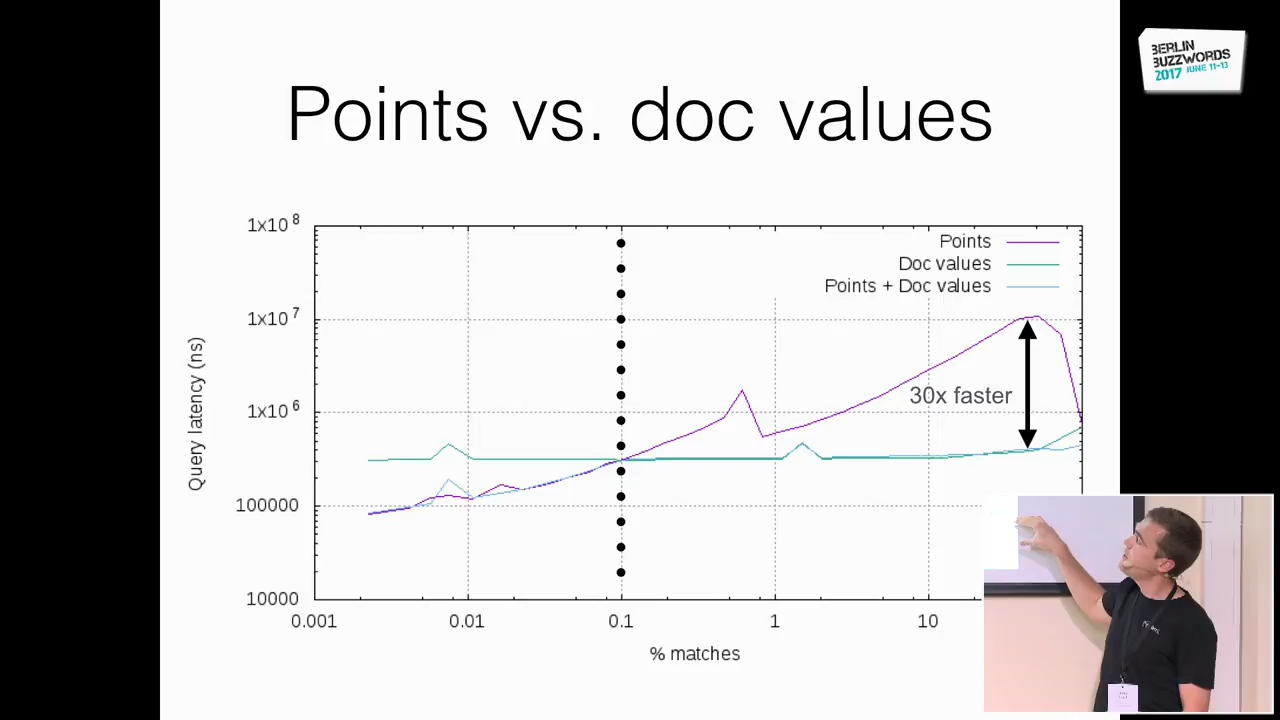 BERLIN
BUZZWORDS
2017 JUNE 11-13
Points vs. doc values
1x10 8
1x10 7
1x10 6
100000
10000
Query latency (ns)
Points
Doc values
Points + Doc values
30x faster
0.001
0.01
0.1
1
10
% matches